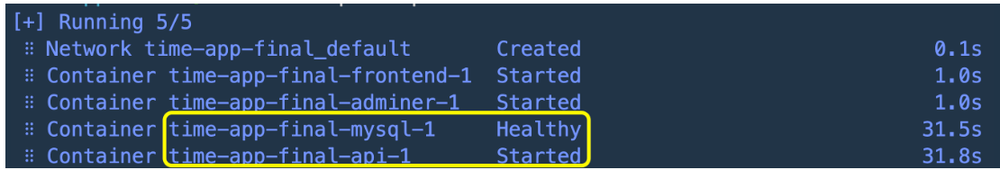 [+] Running 5/5
⠿ Network time-app-final_default Created 0.1s
⠿ Container time-app-final-frontend-1 Started 1.0s
⠿ Container time-app-final-adminer-1 Started 1.0s
⠿ Container time-app-final-mysql-1 Healthy 31.5s
⠿ Container time-app-final-api-1 Started 31.8s